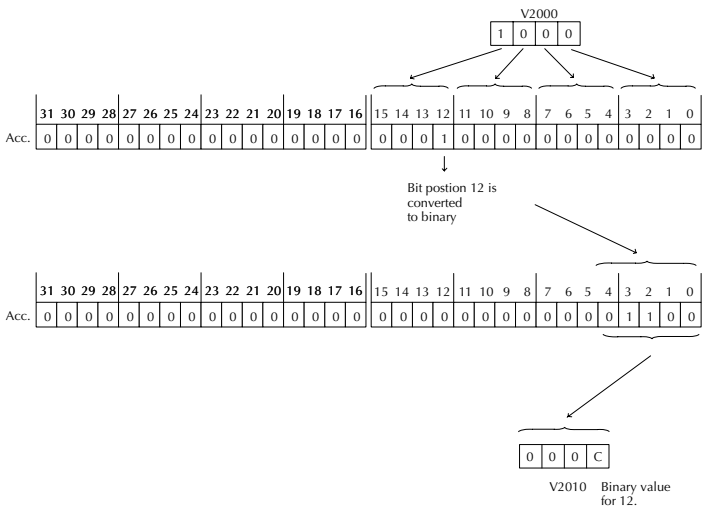 V2000
1 0 0 0
31 30 29 28 27 26 25 24 23 22 21 20 19 18 17 16 15 14 13 12 11 10 9 8 7 6 5 4 3 2 1 0
Acc. 0 0 0 0 0 0 0 0 0 0 0 0 0 0 0 0 0 0 0 1 0 0 0 0 0 0 0 0 0 0 0 0
Bit postion 12 is
converted
to binary
31 30 29 28 27 26 25 24 23 22 21 20 19 18 17 16 15 14 13 12 11 10 9 8 7 6 5 4 3 2 1 0
Acc. 0 0 0 0 0 0 0 0 0 0 0 0 0 0 0 0 0 0 0 0 0 0 0 0 0 0 0 0 1 1 0 0
0 0 0 C
V2010 Binary value
for 12.